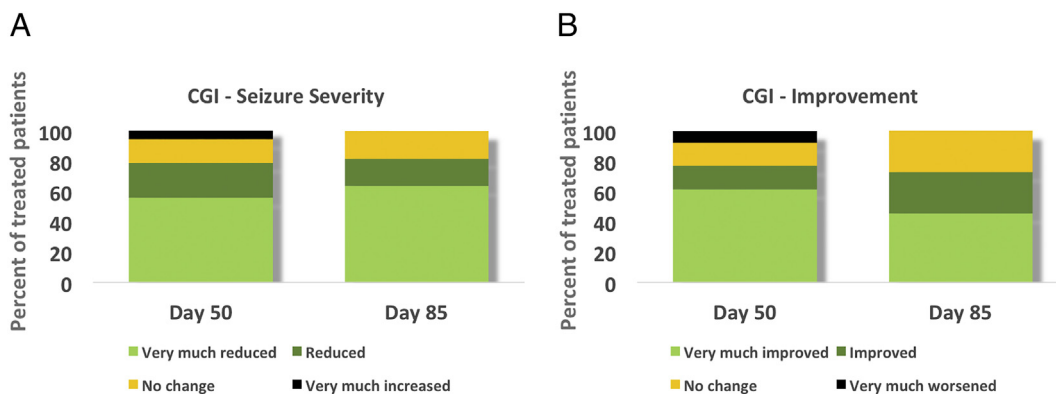 A
CGI - Seizure Severity
Percent of treated patients
100
80
60
40
20
0
Day 50
Day 85
Very much reduced
Reduced
No change
Very much increased
B
CGI - Improvement
Percent of treated patients
100
80
60
40
20
0
Day 50
Day 85
Very much improved
Improved
No change
Very much worsened